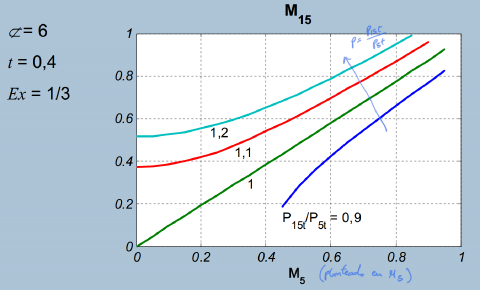 M15
α= 6
t = 0,4
Ex = 1/3
P = P15t / P5t
1
0.8
0.6
0.4
0.2
0
1,2
1,1
1
P15t/P5t = 0,9
0 0.2 0.4 0.6 0.8 1
M5 (planteado en M5)